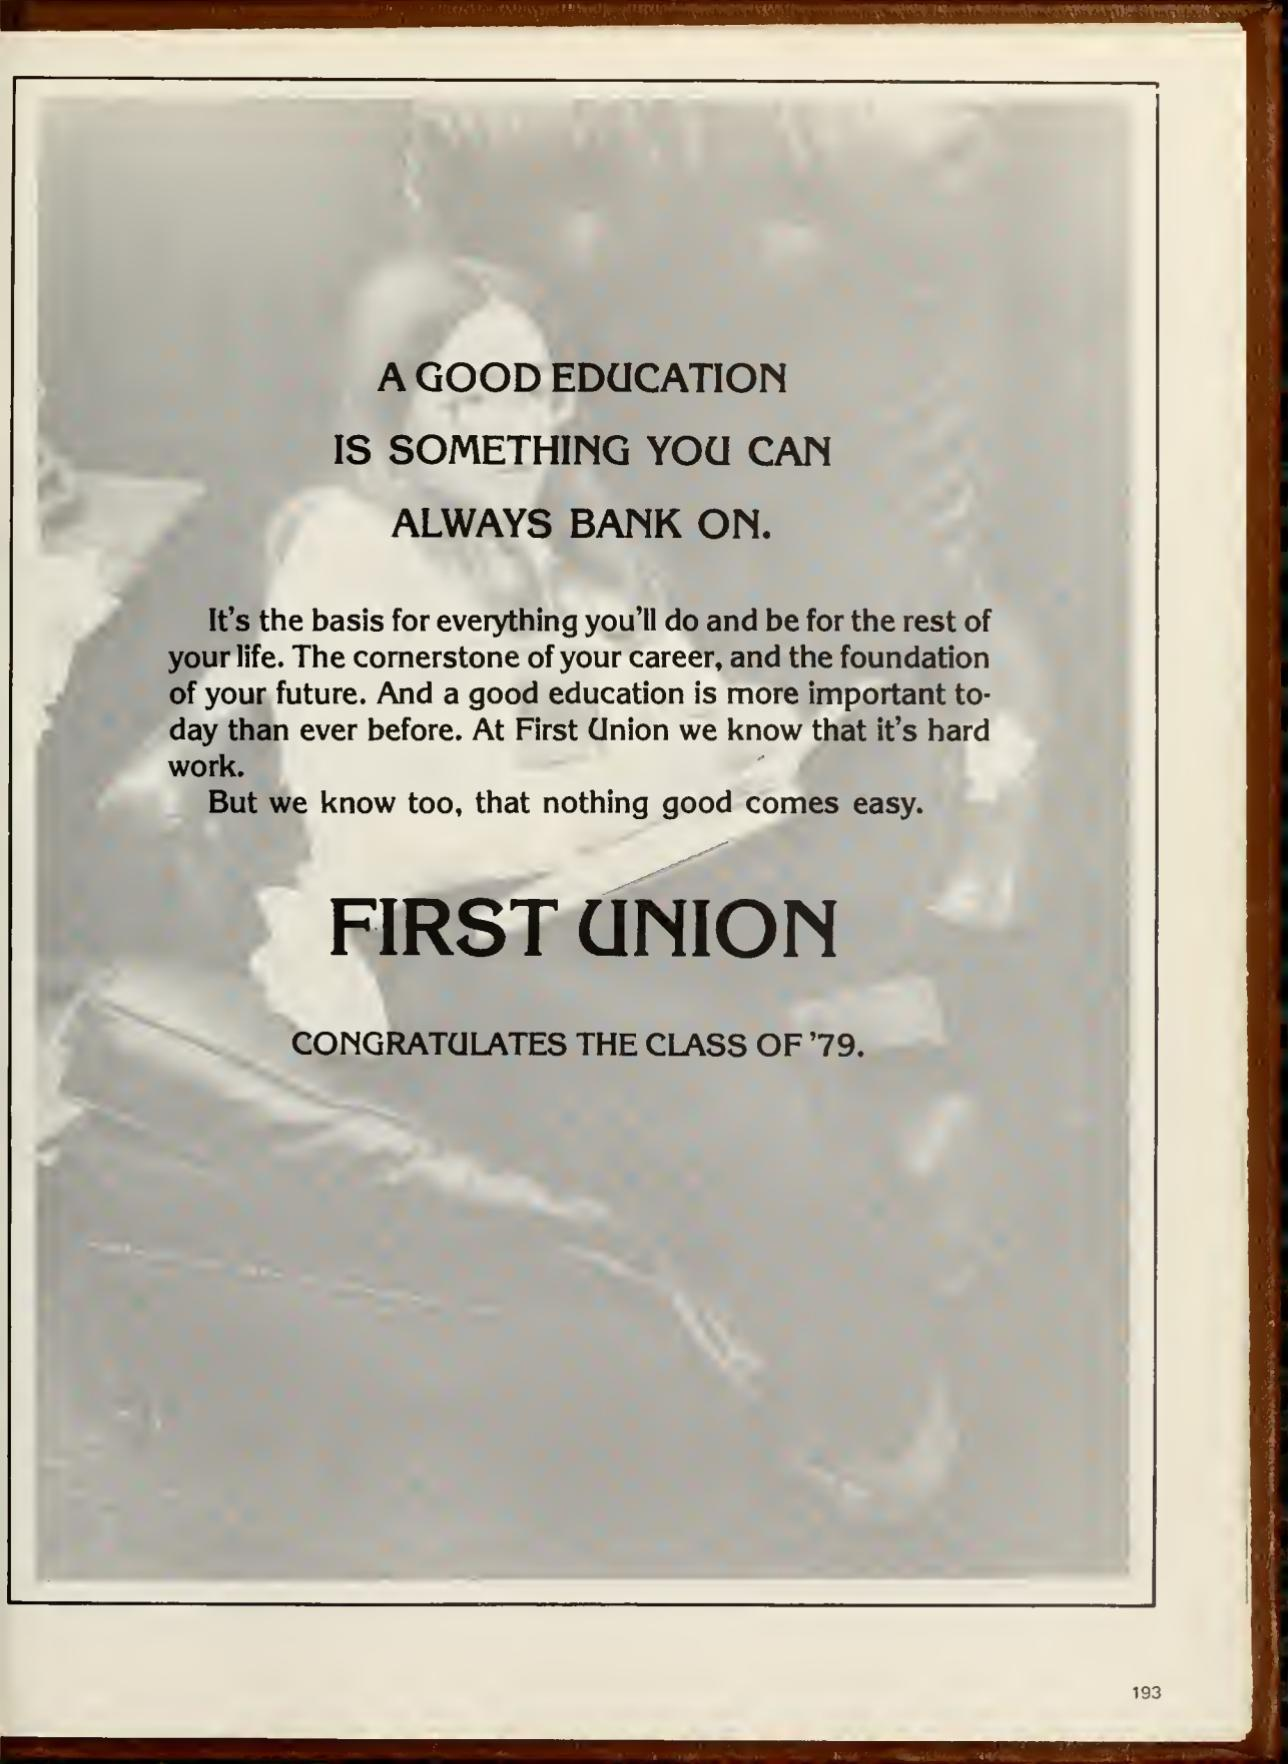 A GOOD EDUCATION
IS SOMETHING YOU CAN
ALWAYS BANK ON.
It's the basis for everything you'll do and be for the rest of
your life. The cornerstone of your career, and the foundation
of your future. And a good education is more important to-
day than ever before. At First Union we know that it's hard
work.
But we know too, that nothing good comes easy.
FIRST UNION
CONGRATULATES THE CLASS OF '79.
193